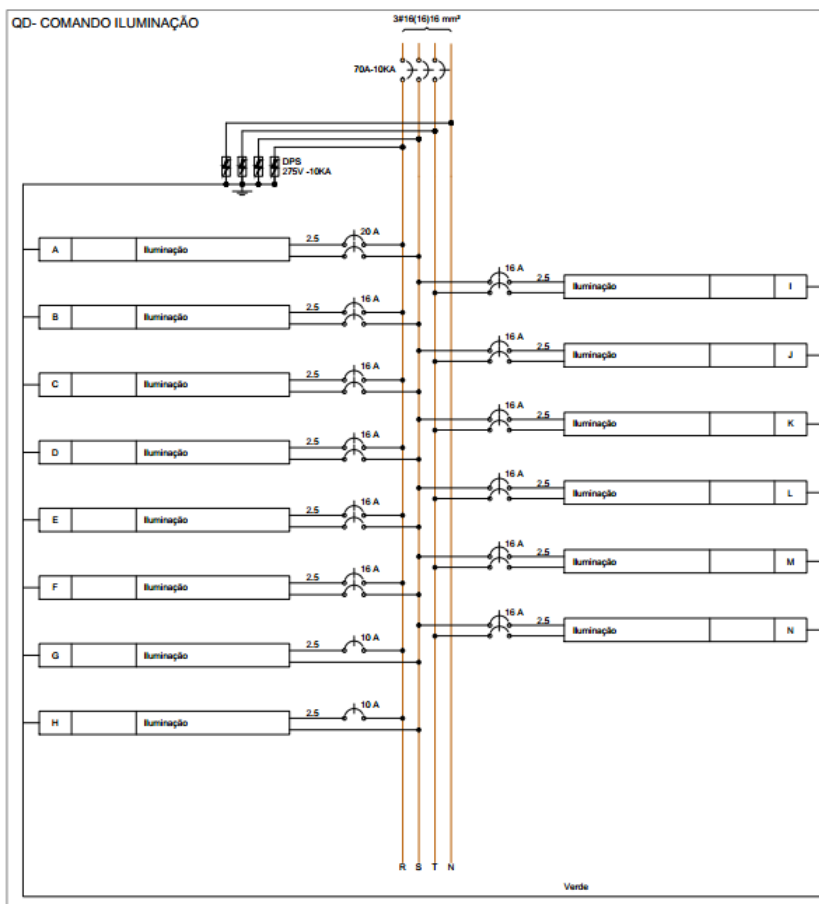 QD- COMANDO ILUMINAÇÃO
3#16(16)16 mm²
70A-10KA
DPS
275V -10KA
A Iluminação 2.5 20 A
B Iluminação 2.5 16 A
C Iluminação 2.5 16 A
D Iluminação 2.5 16 A
E Iluminação 2.5 16 A
F Iluminação 2.5 16 A
G Iluminação 2.5 10 A
H Iluminação 2.5 10 A
16 A 2.5 Iluminação I
16 A 2.5 Iluminação J
16 A 2.5 Iluminação K
16 A 2.5 Iluminação L
16 A 2.5 Iluminação M
16 A 2.5 Iluminação N
R S T N
Verde